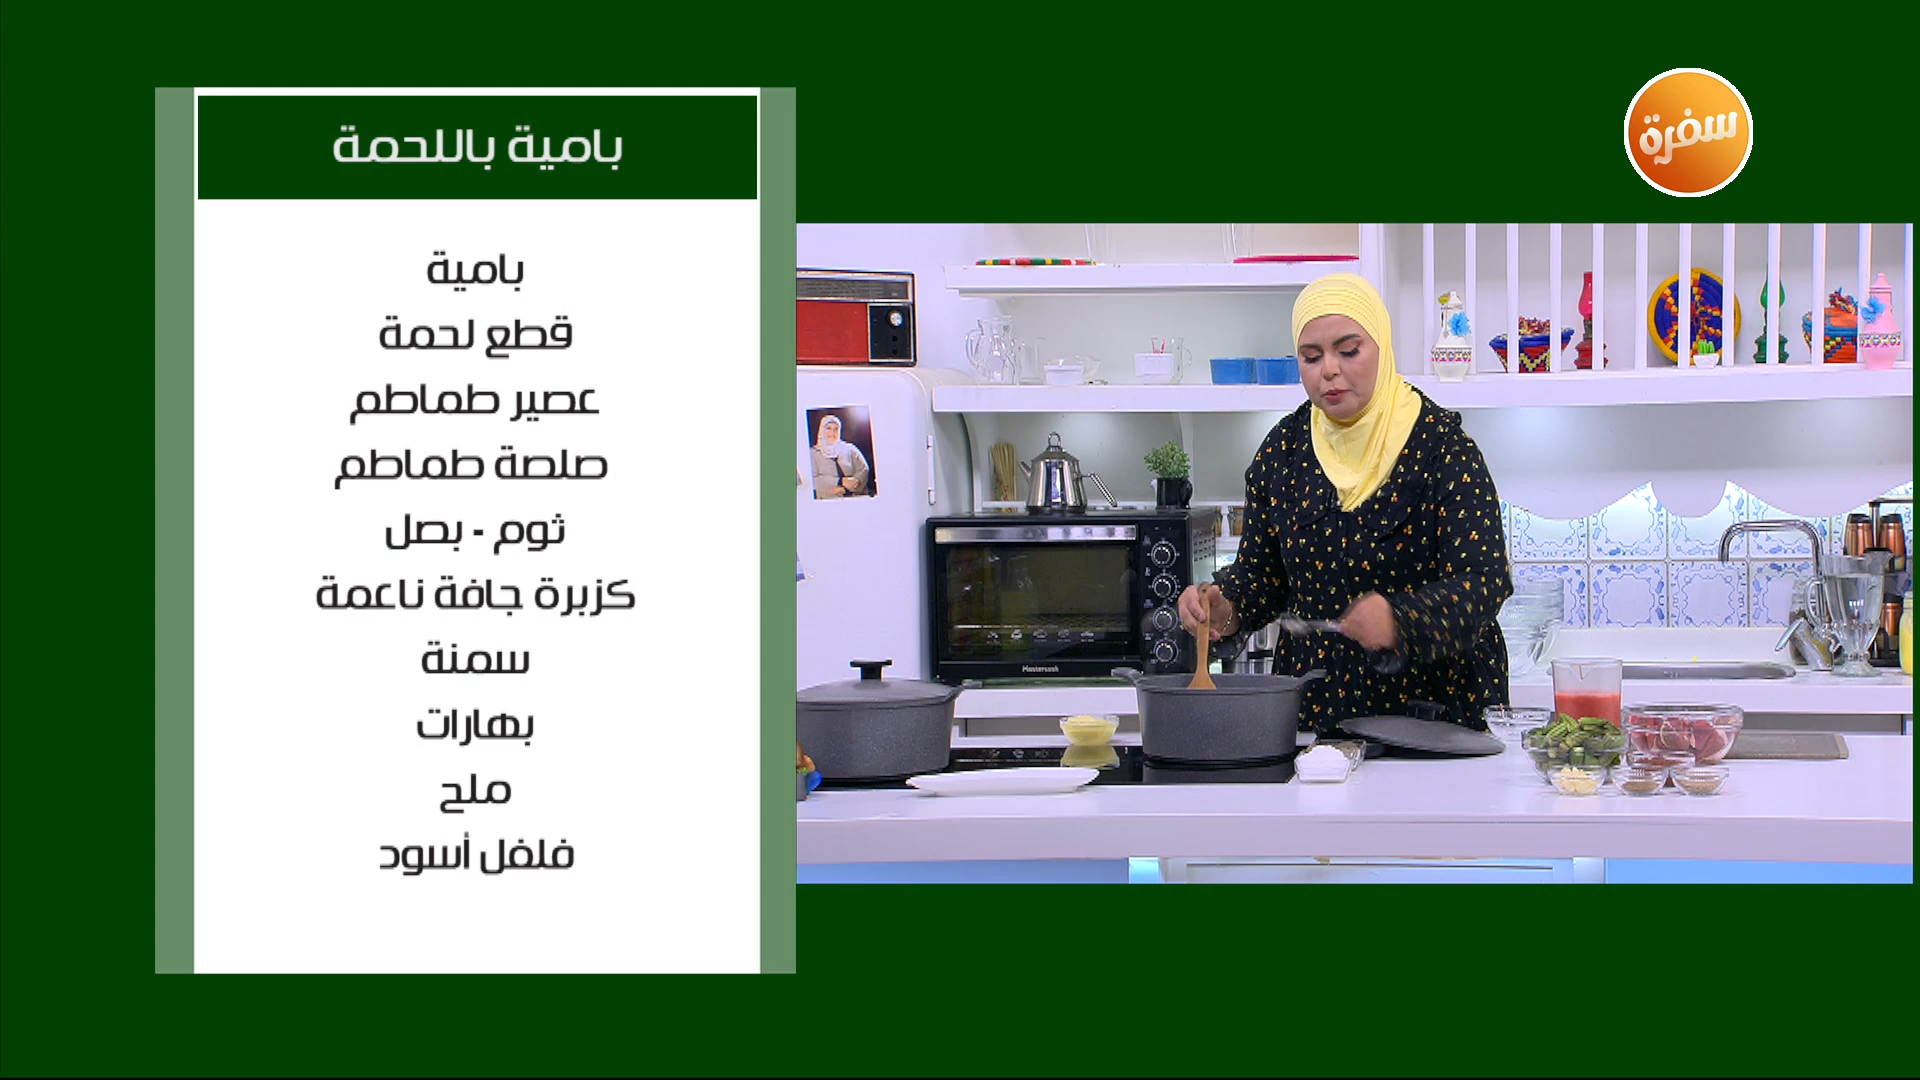 سفرة
بامية باللحمة
بامية
قطع لحمة
عصير طماطم
صلصة طماطم
ثوم - بصل
كزبرة جافة ناعمة
سمنة
بهارات
ملح
فلفل أسود
Mastercook